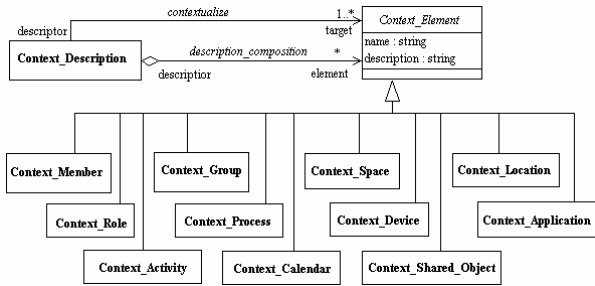 contextualize
1..*
descriptor
target
Context_Element
name : string
description : string
Context_Description
description_composition
*
descriptior
element
Context_Member
Context_Group
Context_Space
Context_Location
Context_Role
Context_Process
Context_Device
Context_Application
Context_Activity
Context_Calendar
Context_Shared_Object